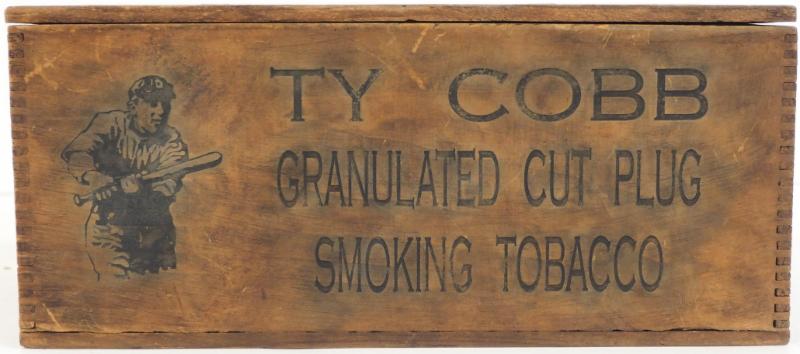 TY COBB
GRANULATED CUT PLUG
SMOKING TOBACCO